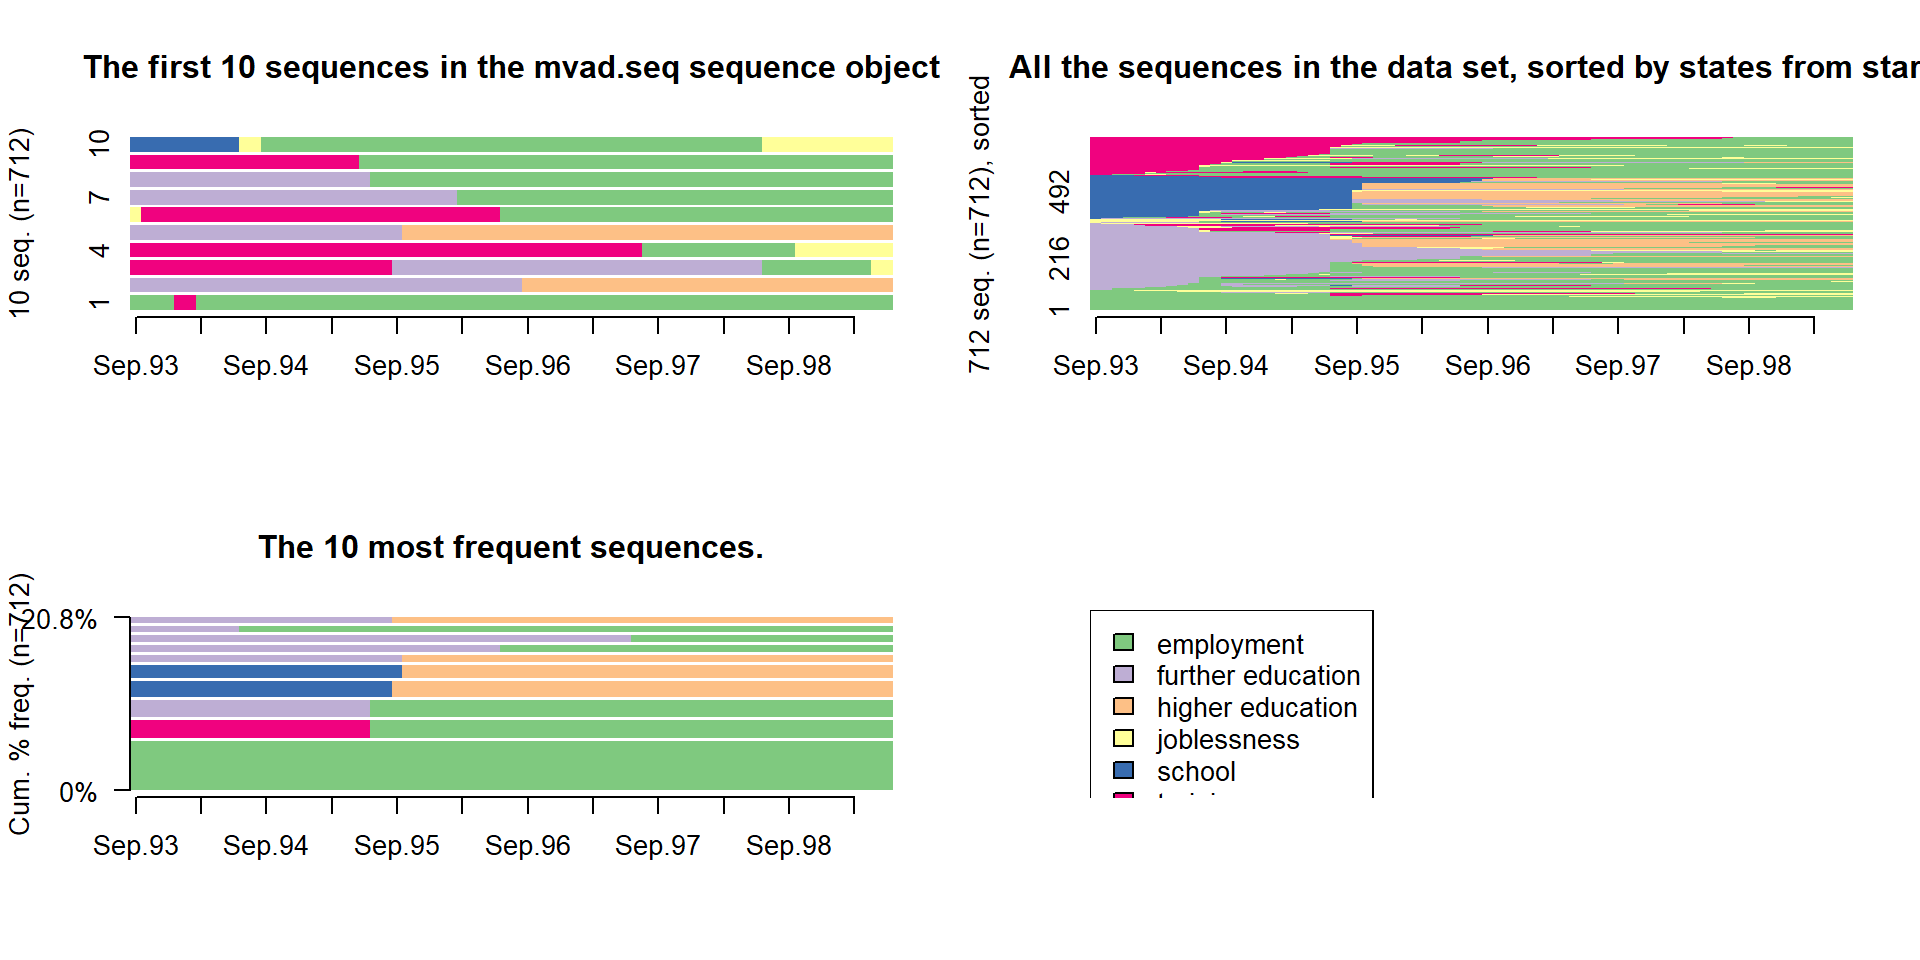 The first 10 sequences in the mvad.seq sequence object
10 seq. (n=712)
10
7
4
1
Sep.93 Sep.94 Sep.95 Sep.96 Sep.97 Sep.98
All the sequences in the data set, sorted by states from star
712 seq. (n=712), sorted
492
216
1
Sep.93 Sep.94 Sep.95 Sep.96 Sep.97 Sep.98
The 10 most frequent sequences.
Cum. % freq. (n=712)
20.8%
0%
Sep.93 Sep.94 Sep.95 Sep.96 Sep.97 Sep.98
employment
further education
higher education
joblessness
school